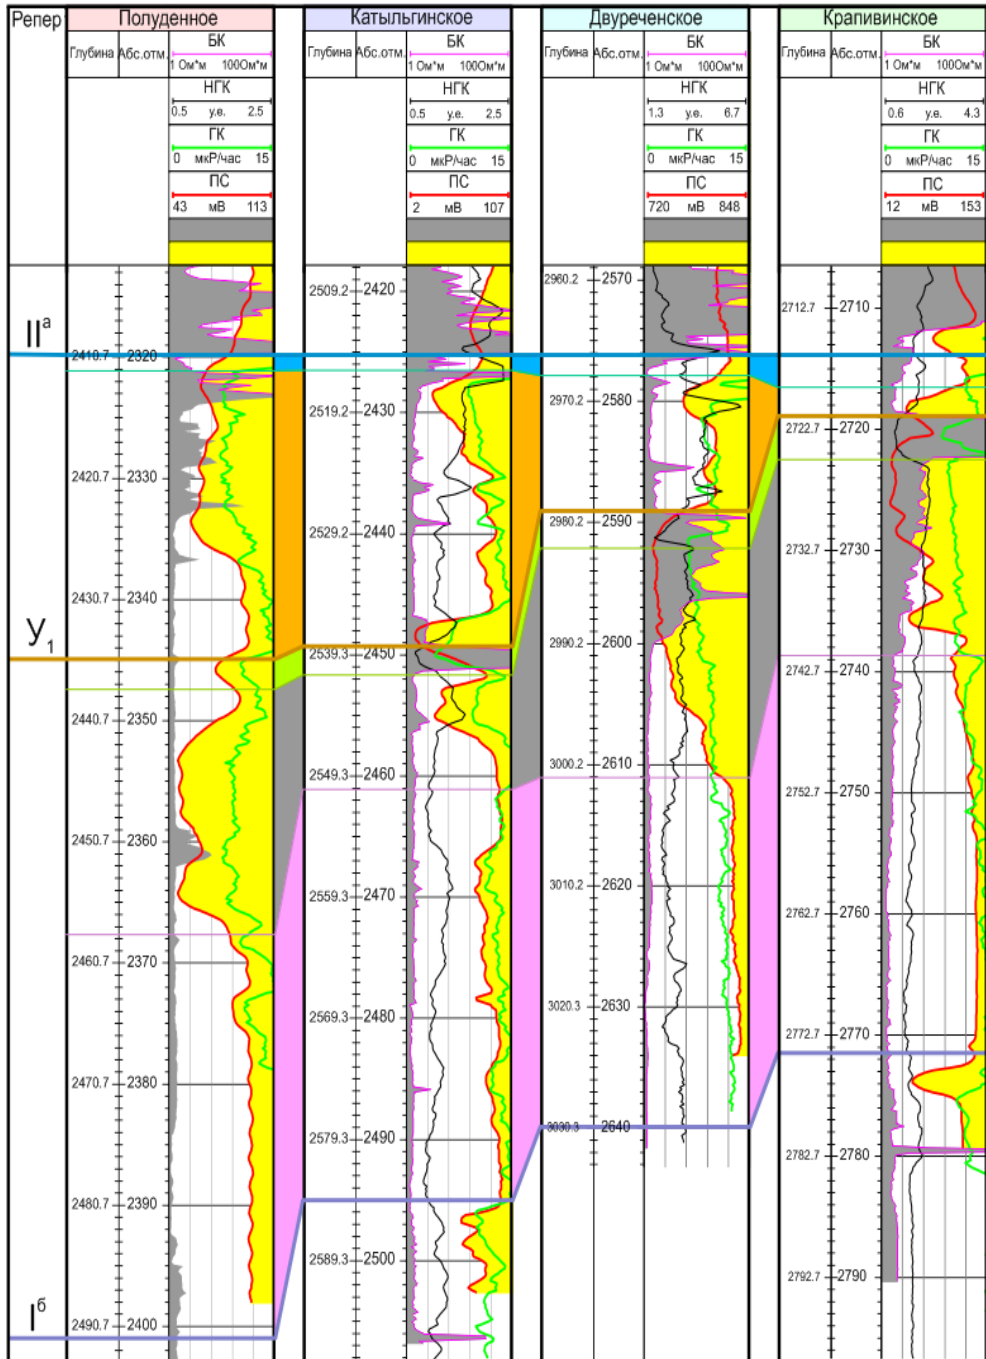 Репер Полуденное Катыльгинское Двуреченское Крапивинское
Глубина Абс.отм. БК Глубина Абс.отм. БК Глубина Абс.отм. БК Глубина Абс.отм. БК
1 Ом*м 100Ом*м 1 Ом*м 100Ом*м 1 Ом*м 100Ом*м 1 Ом*м 100Ом*м
НГК НГК НГК НГК
0.5 у.е. 2.5 0.5 у.е. 2.5 1.3 у.е. 6.7 0.6 у.е. 4.3
ГК ГК ГК ГК
0 мкР/час 15 0 мкР/час 15 0 мкР/час 15 0 мкР/час 15
ПС ПС ПС ПС
43 мВ 113 2 мВ 107 720 мВ 848 12 мВ 153
2960.2 2570
2509.2 2420
2712.7 2710
IIа
2410.7 2320
2970.2 2580
2519.2 2430
2722.7 2720
2420.7 2330
2980.2 2590
2529.2 2440
2732.7 2730
2430.7 2340
У1
2990.2 2600
2539.3 2450
2742.7 2740
2440.7 2350
3000.2 2610
2549.3 2460
2752.7 2750
2450.7 2360
3010.2 2620
2559.3 2470
2762.7 2760
2460.7 2370
3020.3 2630
2569.3 2480
2772.7 2770
2470.7 2380
3030.3 2640
2579.3 2490
2782.7 2780
2480.7 2390
2589.3 2500
2792.7 2790
Iб
2490.7 2400